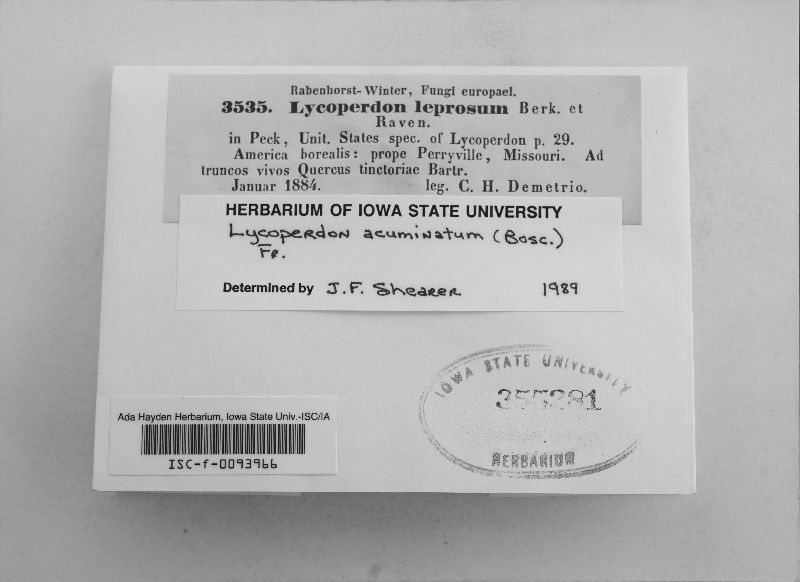 Rabenhorst-Winter, Fungi europaei.
3535. Lycoperdon leprosum Berk. et
Raven.
in Peck, Unit. States spec. of Lycoperdon p. 29.
America borealis: prope Perryville, Missouri. Ad
truncos vivos Quercus tinctoriae Bartr.
Januar 1884. leg. C. H. Demetrio.
HERBARIUM OF IOWA STATE UNIVERSITY
Lycoperdon acuminatum (Bosc.)
Fr.
Determined by J.F. Shearer 1989
IOWA STATE UNIVERSITY
355281
HERBARIUM
Ada Hayden Herbarium, Iowa State Univ.-ISC/IA
ISC-f-0093966